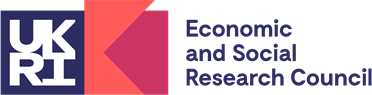 UK
RI
Economic
and Social
Research Council